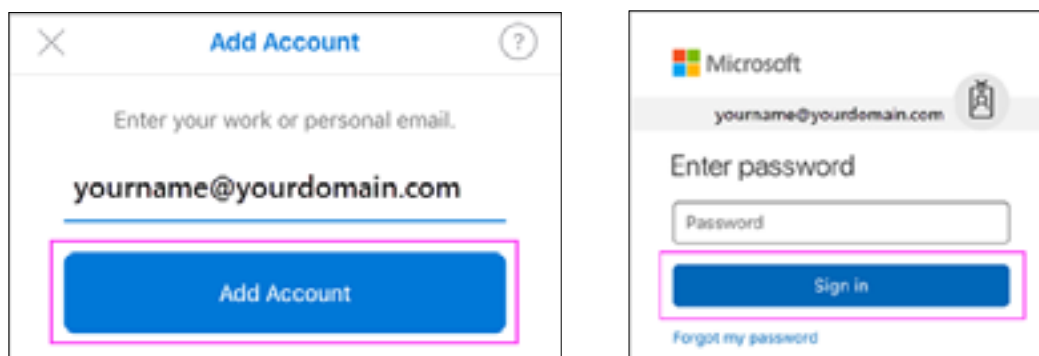 Add Account
?
Enter your work or personal email.
yourname@yourdomain.com
Add Account
Microsoft
yourname@yourdomain.com
Enter password
Password
Sign in
Forgot my password